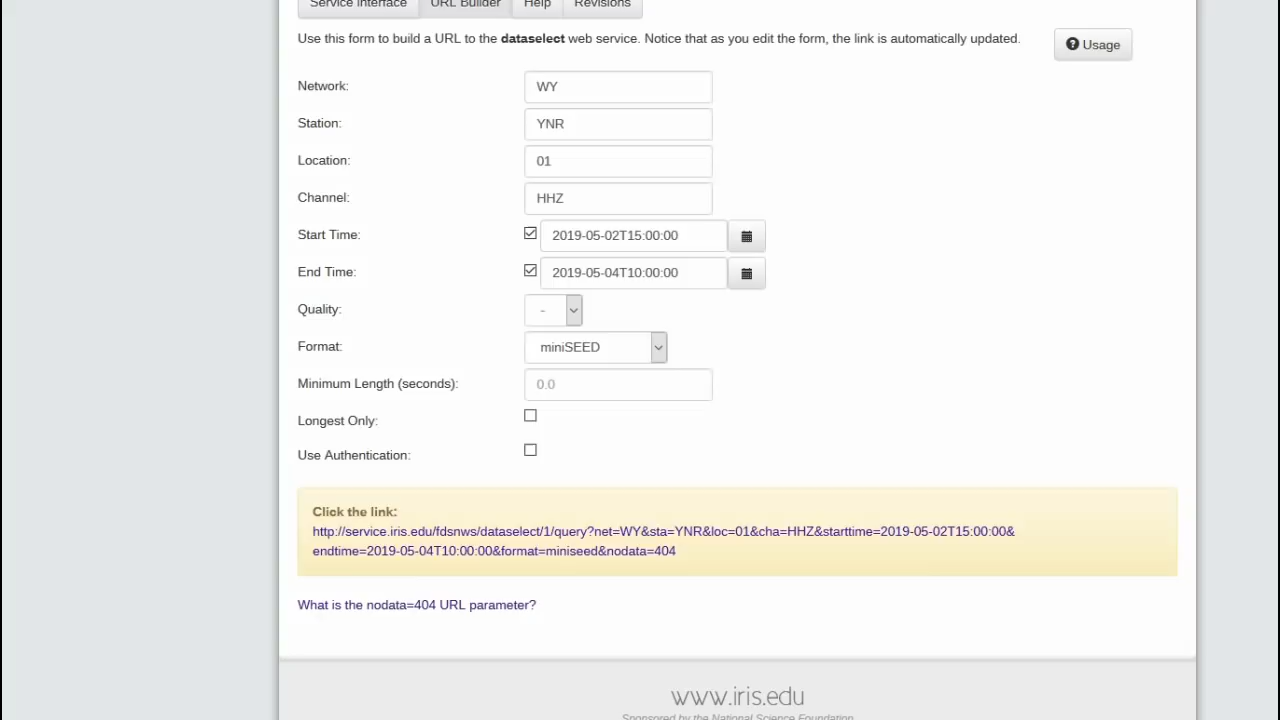 Service Interface URL Builder Help Revisions
Use this form to build a URL to the dataselect web service. Notice that as you edit the form, the link is automatically updated.
Usage
Network: WY
Station: YNR
Location: 01
Channel: HHZ
Start Time: 2019-05-02T15:00:00
End Time: 2019-05-04T10:00:00
Quality: -
Format: miniSEED
Minimum Length (seconds): 0.0
Longest Only:
Use Authentication:
Click the link:
http://service.iris.edu/fdsnws/dataselect/1/query?net=WY&sta=YNR&loc=01&cha=HHZ&starttime=2019-05-02T15:00:00&
endtime=2019-05-04T10:00:00&format=miniseed&nodata=404
What is the nodata=404 URL parameter?
www.iris.edu
Sponsored by the National Science Foundation